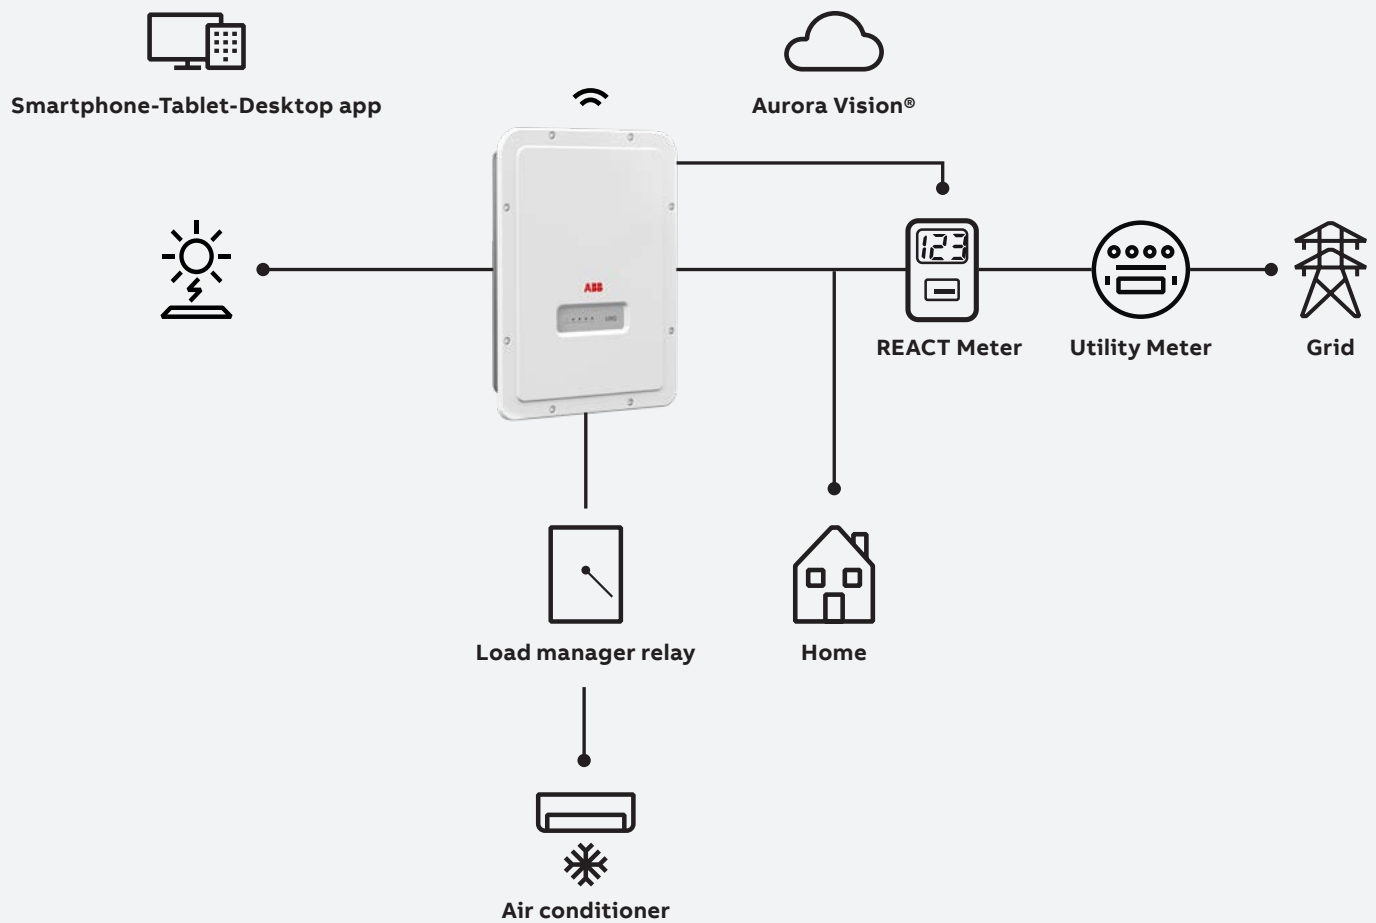 Smartphone-Tablet-Desktop app
Aurora Vision®
ABB
123
REACT Meter
Utility Meter
Grid
Load manager relay
Home
Air conditioner